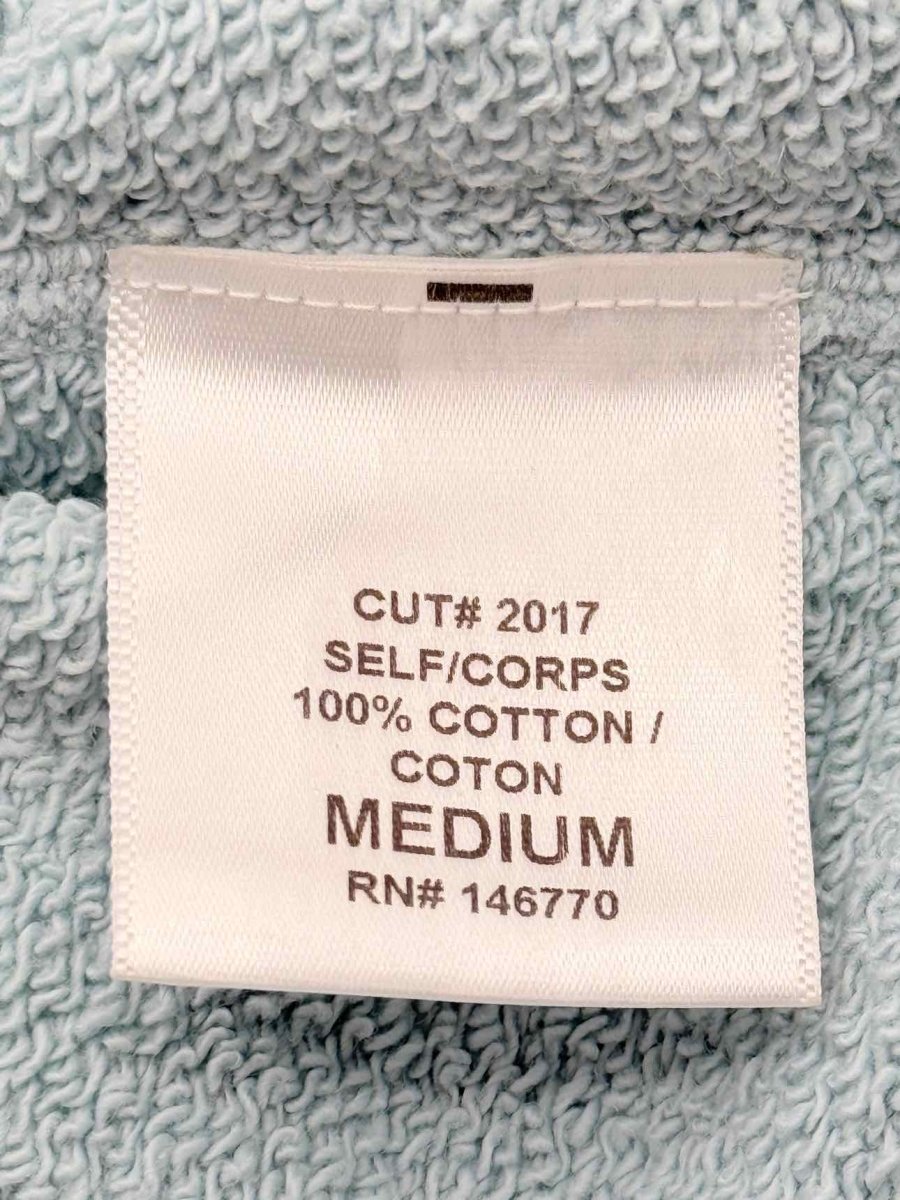 CUT# 2017
SELF/CORPS
100% COTTON /
COTON
MEDIUM
RN# 146770